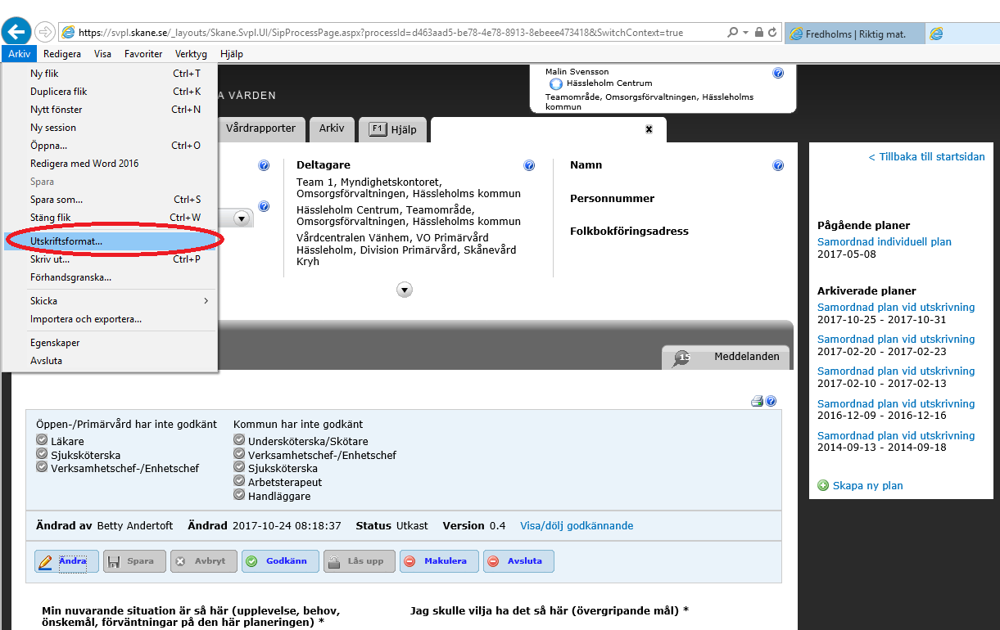 https://svpl.skane.se/_layouts/Skane.Svpl.UI/SipProcessPage.aspx?processId=d463aad5-be78-4e78-8913-8ebeee473418&SwitchContext=true
Fredholms | Riktig mat.
Arkiv Redigera Visa Favoriter Verktyg Hjälp
Ny flik Ctrl+T
Duplicera flik Ctrl+K
Nytt fönster Ctrl+N
Ny session
Öppna... Ctrl+O
Redigera med Word 2016
Spara
Spara som... Ctrl+S
Stäng flik Ctrl+W
Utskriftsformat...
Skriv ut... Ctrl+P
Förhandsgranska...
Skicka
Importera och exportera...
Egenskaper
Avsluta
A VÅRDEN
Malin Svensson
Hässleholm Centrum
Teamområde, Omsorgsförvaltningen, Hässleholms
kommun
Vårdrapporter Arkiv F1 Hjälp x
Deltagare
Team 1, Myndighetskontoret,
Omsorgsförvaltningen, Hässleholms kommun
Hässleholm Centrum, Teamområde,
Omsorgsförvaltningen, Hässleholms kommun
Vårdcentralen Vänhem, VO Primärvård
Hässleholm, Division Primärvård, Skånevård
Kryh
Namn
Personnummer
Folkbokföringsadress
< Tillbaka till startsidan
Pågående planer
Samordnad individuell plan
2017-05-08
Arkiverade planer
Samordnad plan vid utskrivning
2017-10-25 - 2017-10-31
Samordnad plan vid utskrivning
2017-02-20 - 2017-02-23
Samordnad plan vid utskrivning
2017-02-10 - 2017-02-13
Samordnad plan vid utskrivning
2016-12-09 - 2016-12-16
Samordnad plan vid utskrivning
2014-09-13 - 2014-09-18
Skapa ny plan
15 Meddelanden
Öppen-/Primärvård har inte godkänt
Läkare
Sjuksköterska
Verksamhetschef-/Enhetschef
Kommun har inte godkänt
Undersköterska/Skötare
Verksamhetschef-/Enhetschef
Sjuksköterska
Arbetsterapeut
Handläggare
Ändrad av Betty Andertoft Ändrad 2017-10-24 08:18:37 Status Utkast Version 0.4 Visa/dölj godkännande
Ändra Spara Avbryt Godkänn Lås upp Makulera Avsluta
Min nuvarande situation är så här (upplevelse, behov,
önskemål, förväntningar på den här planeringen) *
Jag skulle vilja ha det så här (övergripande mål) *